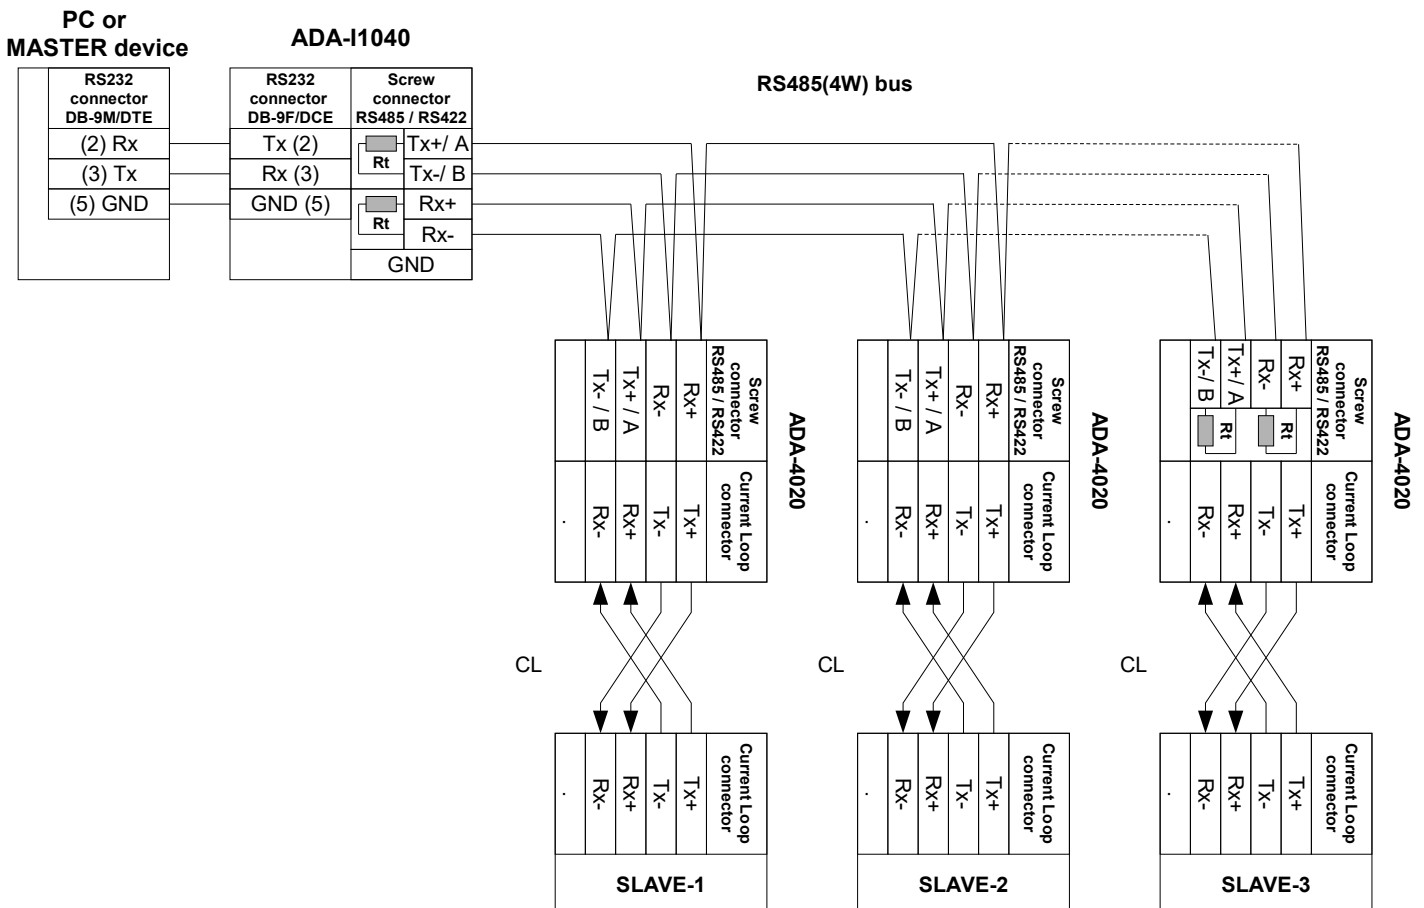 PC or
MASTER device
ADA-I1040
RS485(4W) bus
RS232
connector
DB-9M/DTE
(2) Rx
(3) Tx
(5) GND
RS232
connector
DB-9F/DCE
Tx (2)
Rx (3)
GND (5)
Screw
connector
RS485 / RS422
Rt
Tx+/ A
Tx-/ B
Rt
Rx+
Rx-
GND
Tx- / B
Tx+ / A
Rx-
Rx+
Screw
connector
RS485 / RS422
ADA-4020
.
Rx-
Rx+
Tx-
Tx+
Current Loop
connector
CL
.
Rx-
Rx+
Tx-
Tx+
Current Loop
connector
SLAVE-1
Tx- / B
Tx+ / A
Rx-
Rx+
Screw
connector
RS485 / RS422
ADA-4020
.
Rx-
Rx+
Tx-
Tx+
Current Loop
connector
CL
.
Rx-
Rx+
Tx-
Tx+
Current Loop
connector
SLAVE-2
Tx-/ B
Tx+/ A
Rx-
Rx+
Rt
Rt
Screw
connector
RS485 / RS422
ADA-4020
.
Rx-
Rx+
Tx-
Tx+
Current Loop
connector
CL
.
Rx-
Rx+
Tx-
Tx+
Current Loop
connector
SLAVE-3